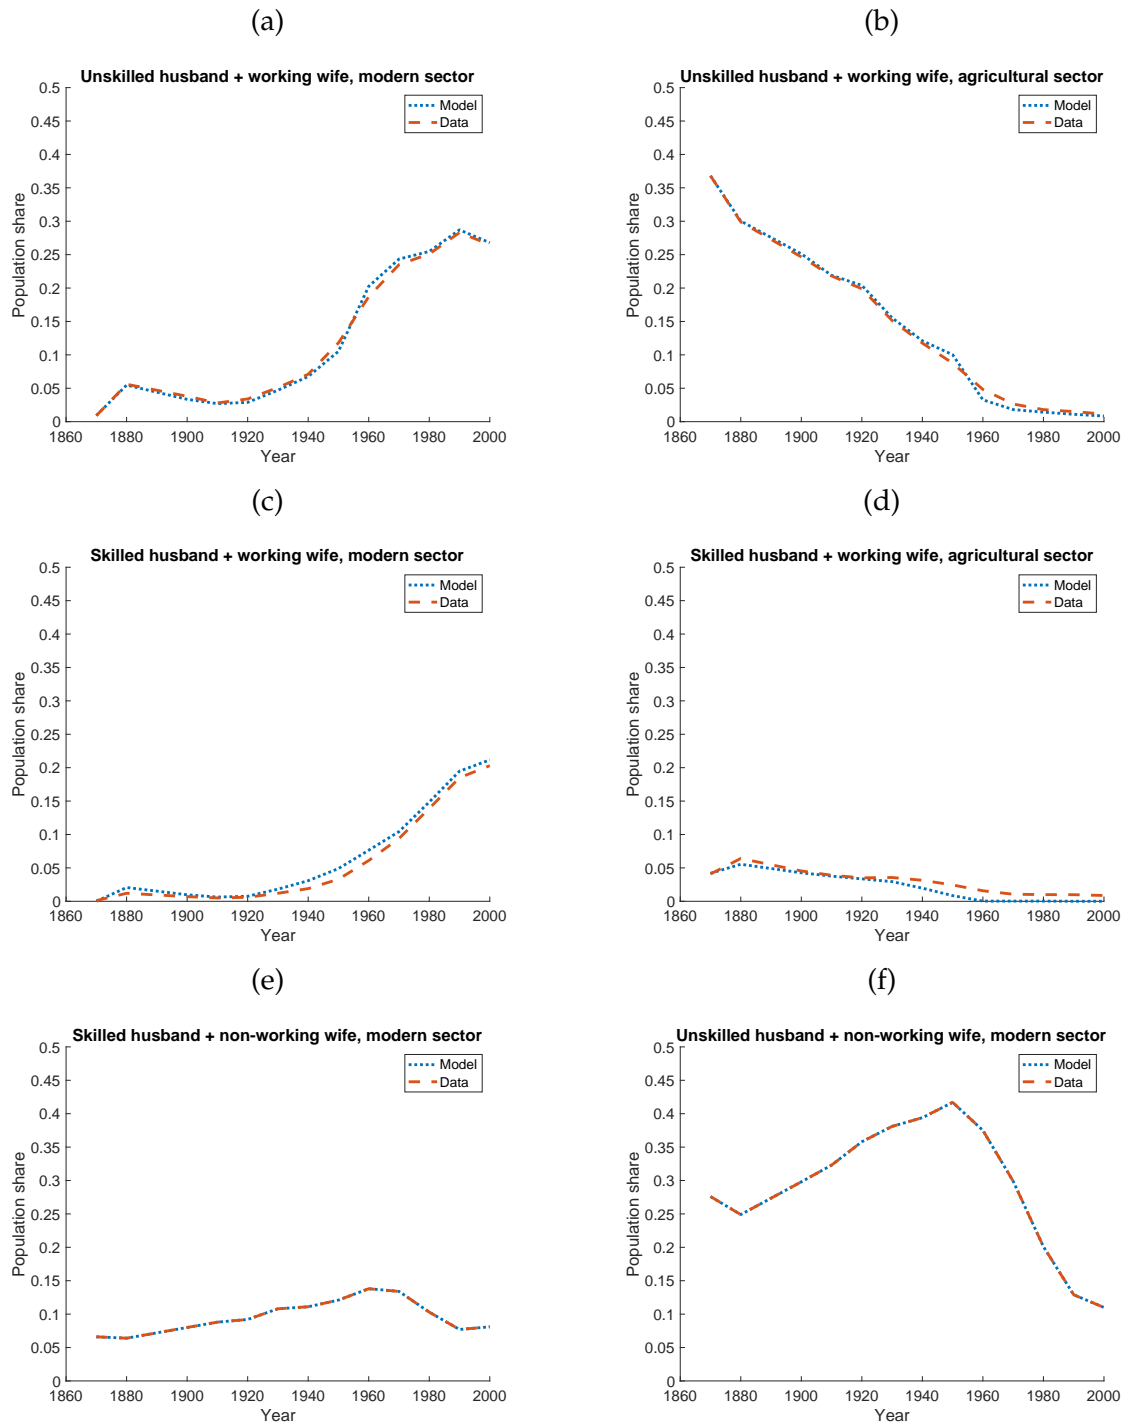 (a)
Unskilled husband + working wife, modern sector
0.5
0.45
0.4
0.35
0.3
0.25
0.2
0.15
0.1
0.05
0
Population share
1860 1880 1900 1920 1940 1960 1980 2000
Year
Model
Data
(b)
Unskilled husband + working wife, agricultural sector
0.5
0.45
0.4
0.35
0.3
0.25
0.2
0.15
0.1
0.05
0
Population share
1860 1880 1900 1920 1940 1960 1980 2000
Year
Model
Data
(c)
Skilled husband + working wife, modern sector
0.5
0.45
0.4
0.35
0.3
0.25
0.2
0.15
0.1
0.05
0
Population share
1860 1880 1900 1920 1940 1960 1980 2000
Year
Model
Data
(d)
Skilled husband + working wife, agricultural sector
0.5
0.45
0.4
0.35
0.3
0.25
0.2
0.15
0.1
0.05
0
Population share
1860 1880 1900 1920 1940 1960 1980 2000
Year
Model
Data
(e)
Skilled husband + non-working wife, modern sector
0.5
0.45
0.4
0.35
0.3
0.25
0.2
0.15
0.1
0.05
0
Population share
1860 1880 1900 1920 1940 1960 1980 2000
Year
Model
Data
(f)
Unskilled husband + non-working wife, modern sector
0.5
0.45
0.4
0.35
0.3
0.25
0.2
0.15
0.1
0.05
0
Population share
1860 1880 1900 1920 1940 1960 1980 2000
Year
Model
Data